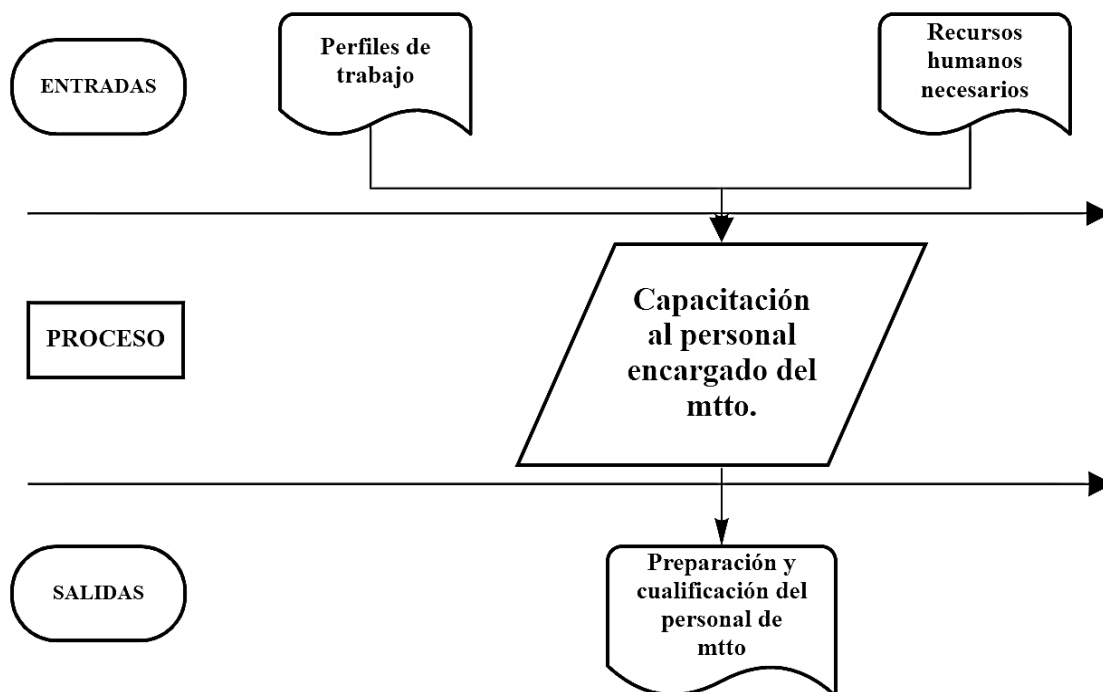 ENTRADAS
Perfiles de
trabajo
Recursos
humanos
necesarios
PROCESO
Capacitación
al personal
encargado del
mtto.
SALIDAS
Preparación y
cualificación del
personal de
mtto